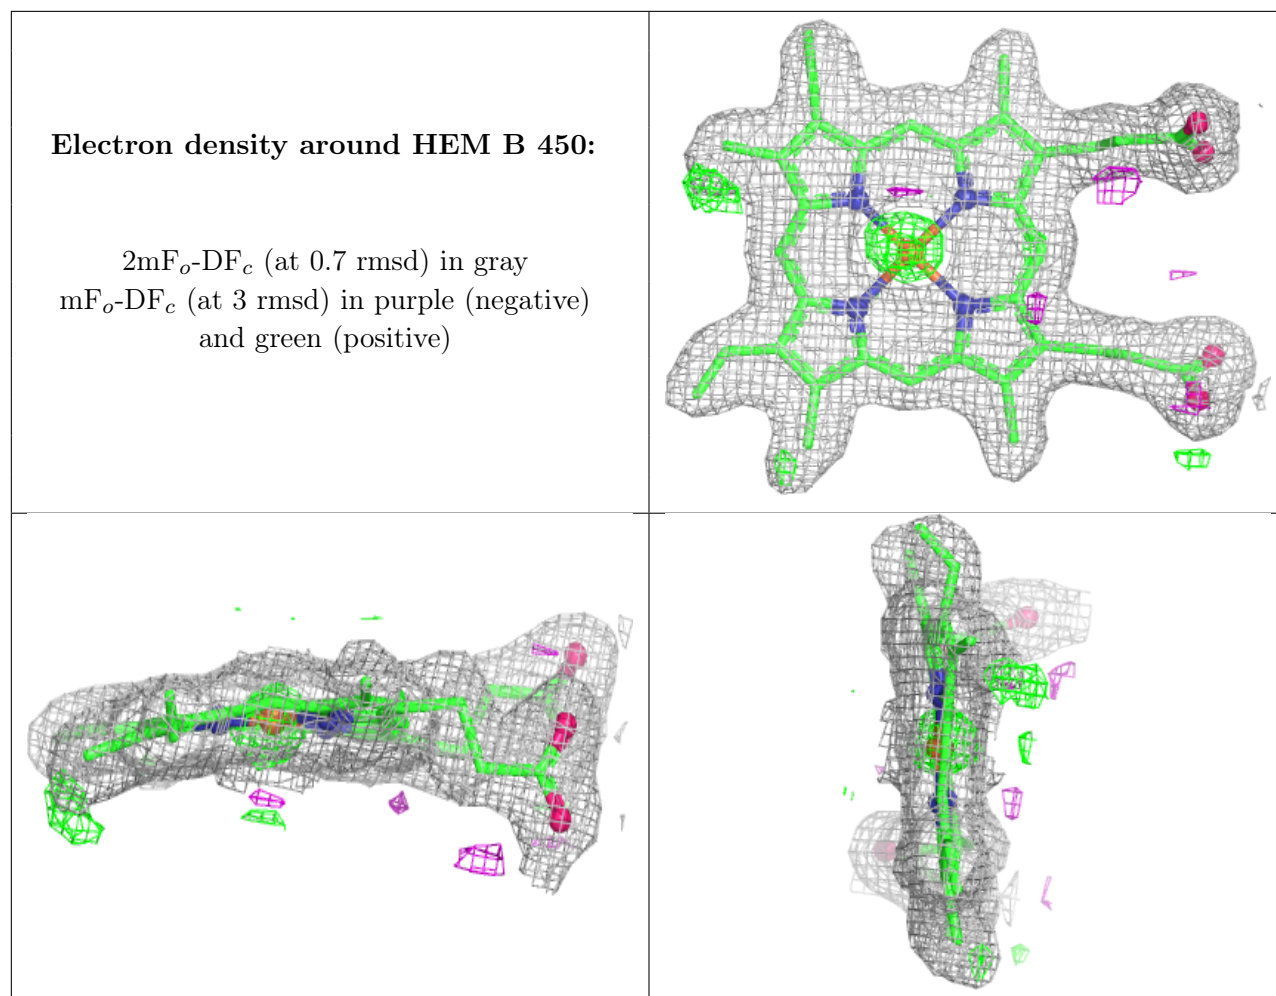 Electron density around HEM B 450:
2mFo-DFc (at 0.7 rmsd) in gray
mFo-DFc (at 3 rmsd) in purple (negative)
and green (positive)